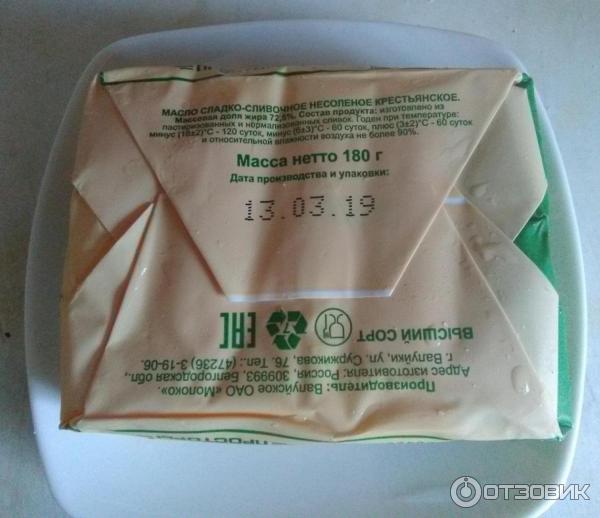 МАСЛО СЛАДКО-СЛИВОЧНОЕ НЕСОЛЕНОЕ КРЕСТЬЯНСКОЕ.
Массовая доля жира 72,5%. Состав продукта: изготовлено из
пастеризованных и нормализованных сливок. Годен при температуре:
минус (16±2)°C - 120 суток, минус (6±3)°C - 60 суток, плюс (3±2)°C - 60 суток
и относительной влажности воздуха не более 90%.
Масса нетто 180 г
Дата производства и упаковки:
13.03.19
ВЫСШИЙ СОРТ
7
EAC
Производитель: Валуйское ОАО «Молоко».
Адрес изготовителя: Россия, 309993, Белгородская обл.,
г. Валуйки, ул. Суржикова, 76. Тел.: (47236) 3-19-06.
ПРОСТОР
ОТЗОВИК